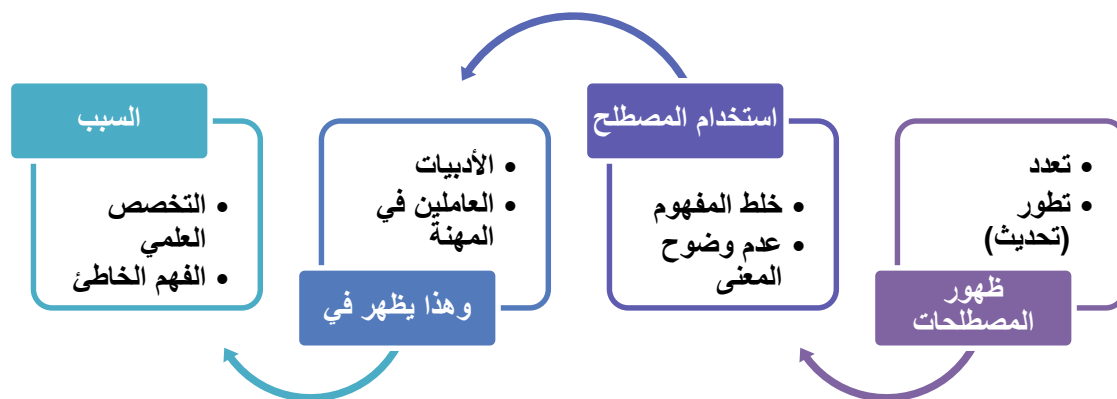 تعدد
تطور
(تحديث)
ظهور
المصطلحات
استخدام المصطلح
خلط المفهوم
عدم وضوح
المعنى
الأدبيات
العاملين في
المهنة
وهذا يظهر في
السبب
التخصص
العلمي
الفهم الخاطئ